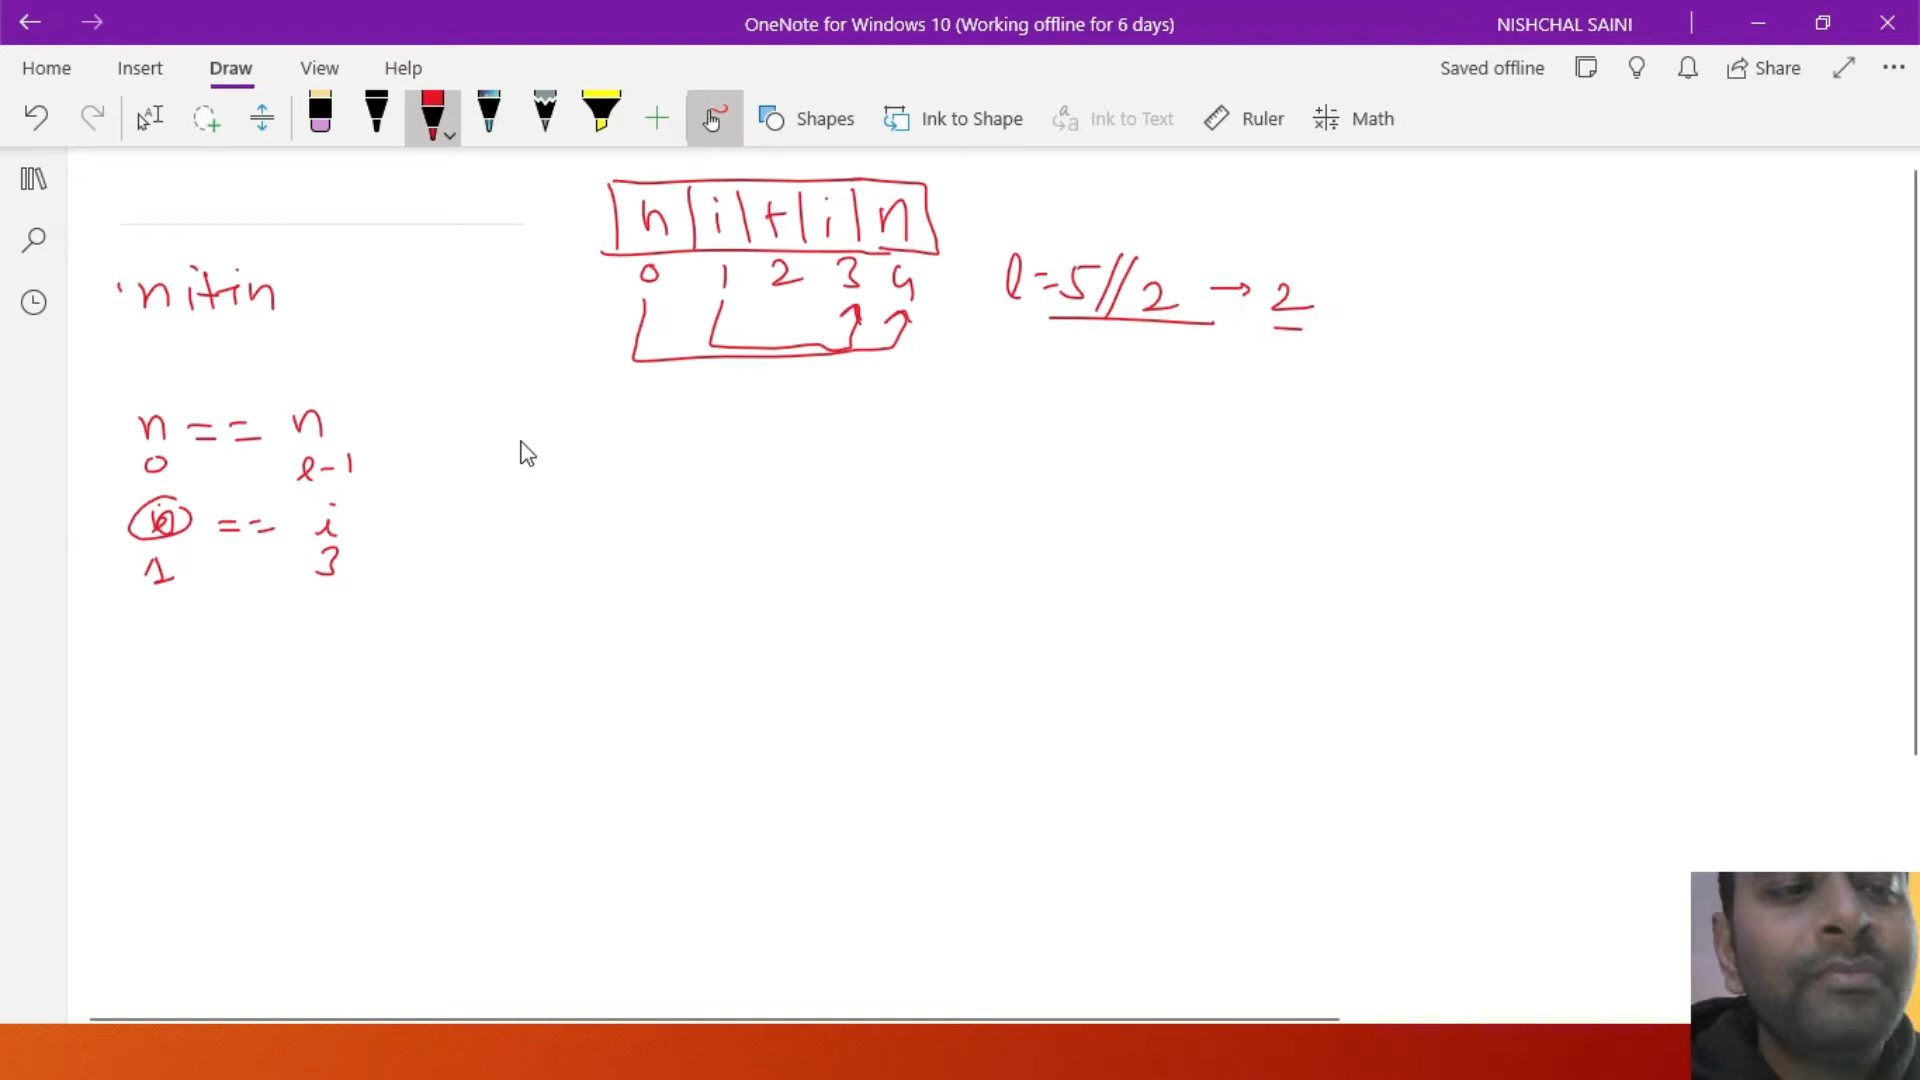 OneNote for Windows 10 (Working offline for 6 days)
NISHCHAL SAINI
Home Insert Draw View Help
Saved offline
Share
Shapes
Ink to Shape
Ink to Text
Ruler
Math
n i t i n
0 1 2 3 4
l=5//2 → 2
nitin
n == n
0 l-1
== i
1 3